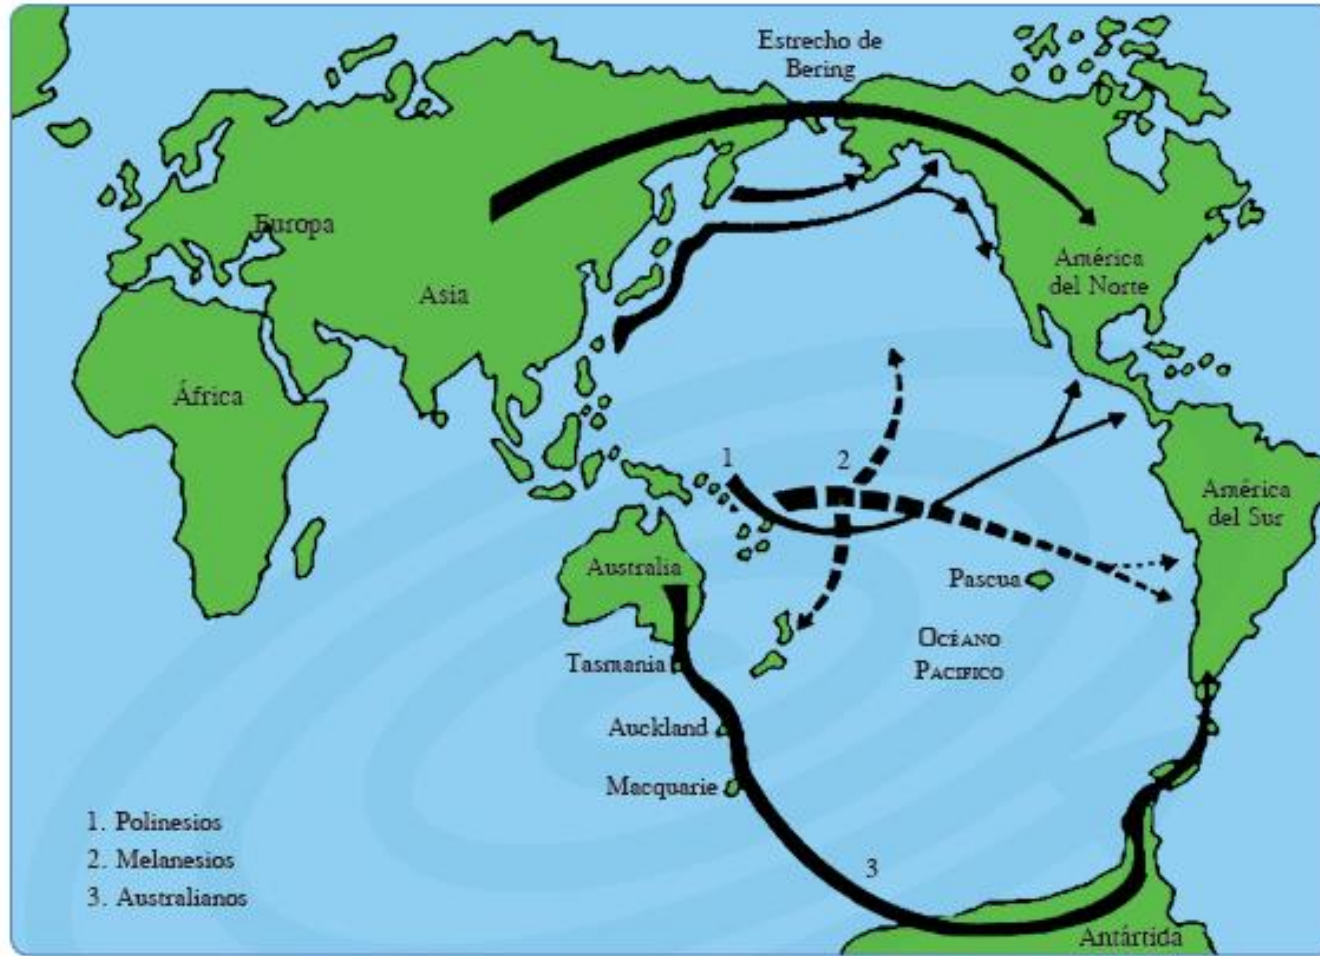 Estrecho de
Bering
Europa
Asia
América
del Norte
África
1
2
América
del Sur
Australia
Pascua
OCÉANO
PACIFICO
Tasmania
Auckland
Macquarie
1. Polinesios
2. Melanesios
3. Australianos
3
Antártida